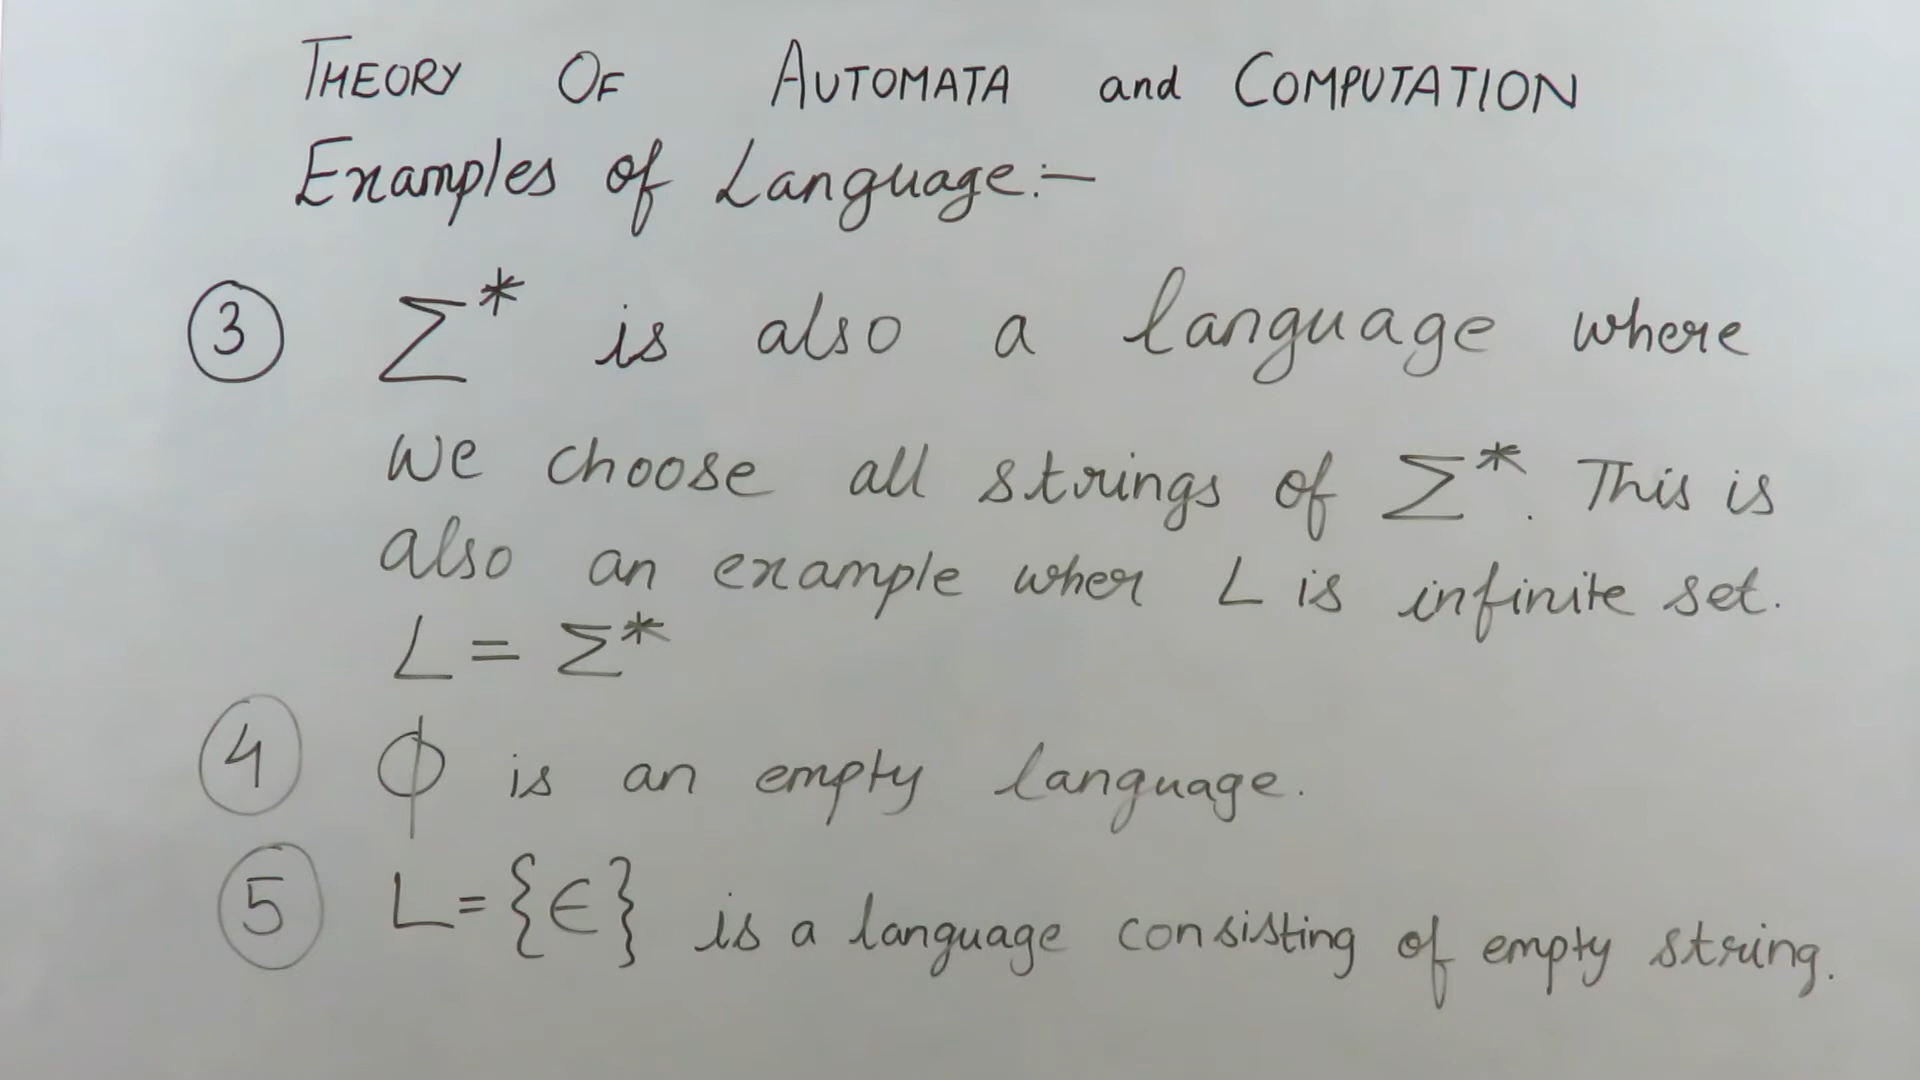 THEORY OF AUTOMATA and COMPUTATION
Examples of Language:-
3 Σ* is also a language where
we choose all strings of Σ*. This is
also an example wher L is infinite set.
L = Σ*
4 ϕ is an empty language.
5 L={ϵ} is a language consisting of empty string.